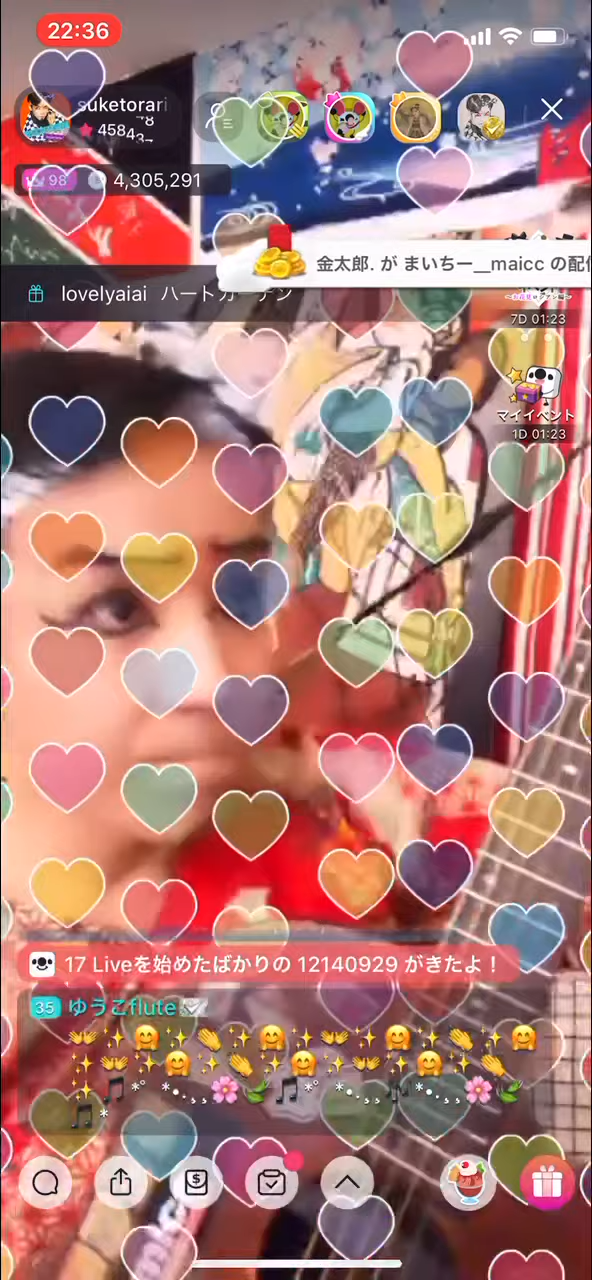 22:36
suketorari
4584
98
4,305,291
金太郎. が まいちー__maicc の配信
lovelyaiai ハートガーデン
7D 01:23
マイイベント
1D 01:23
17 Liveを始めたばかりの 12140929 がきたよ！
35 ゆうこflute